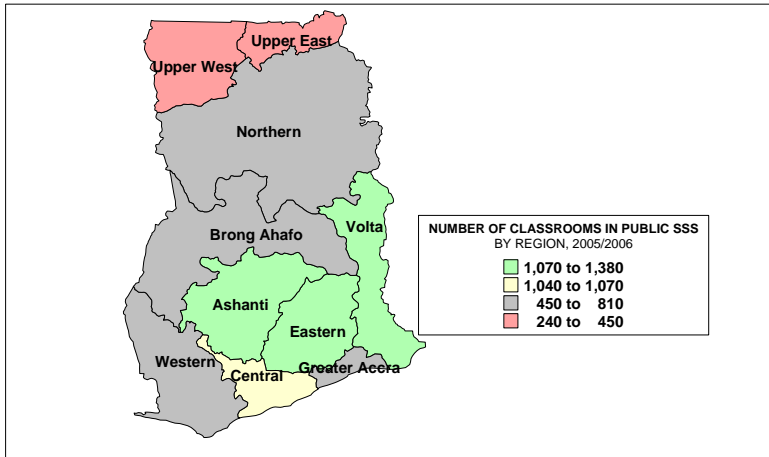 Upper East
Upper West
Northern
Volta
Brong Ahafo
NUMBER OF CLASSROOMS IN PUBLIC SSS
BY REGION, 2005/2006
1,070 to 1,380
1,040 to 1,070
450 to 810
240 to 450
Ashanti
Eastern
Western
Greater Accra
Central